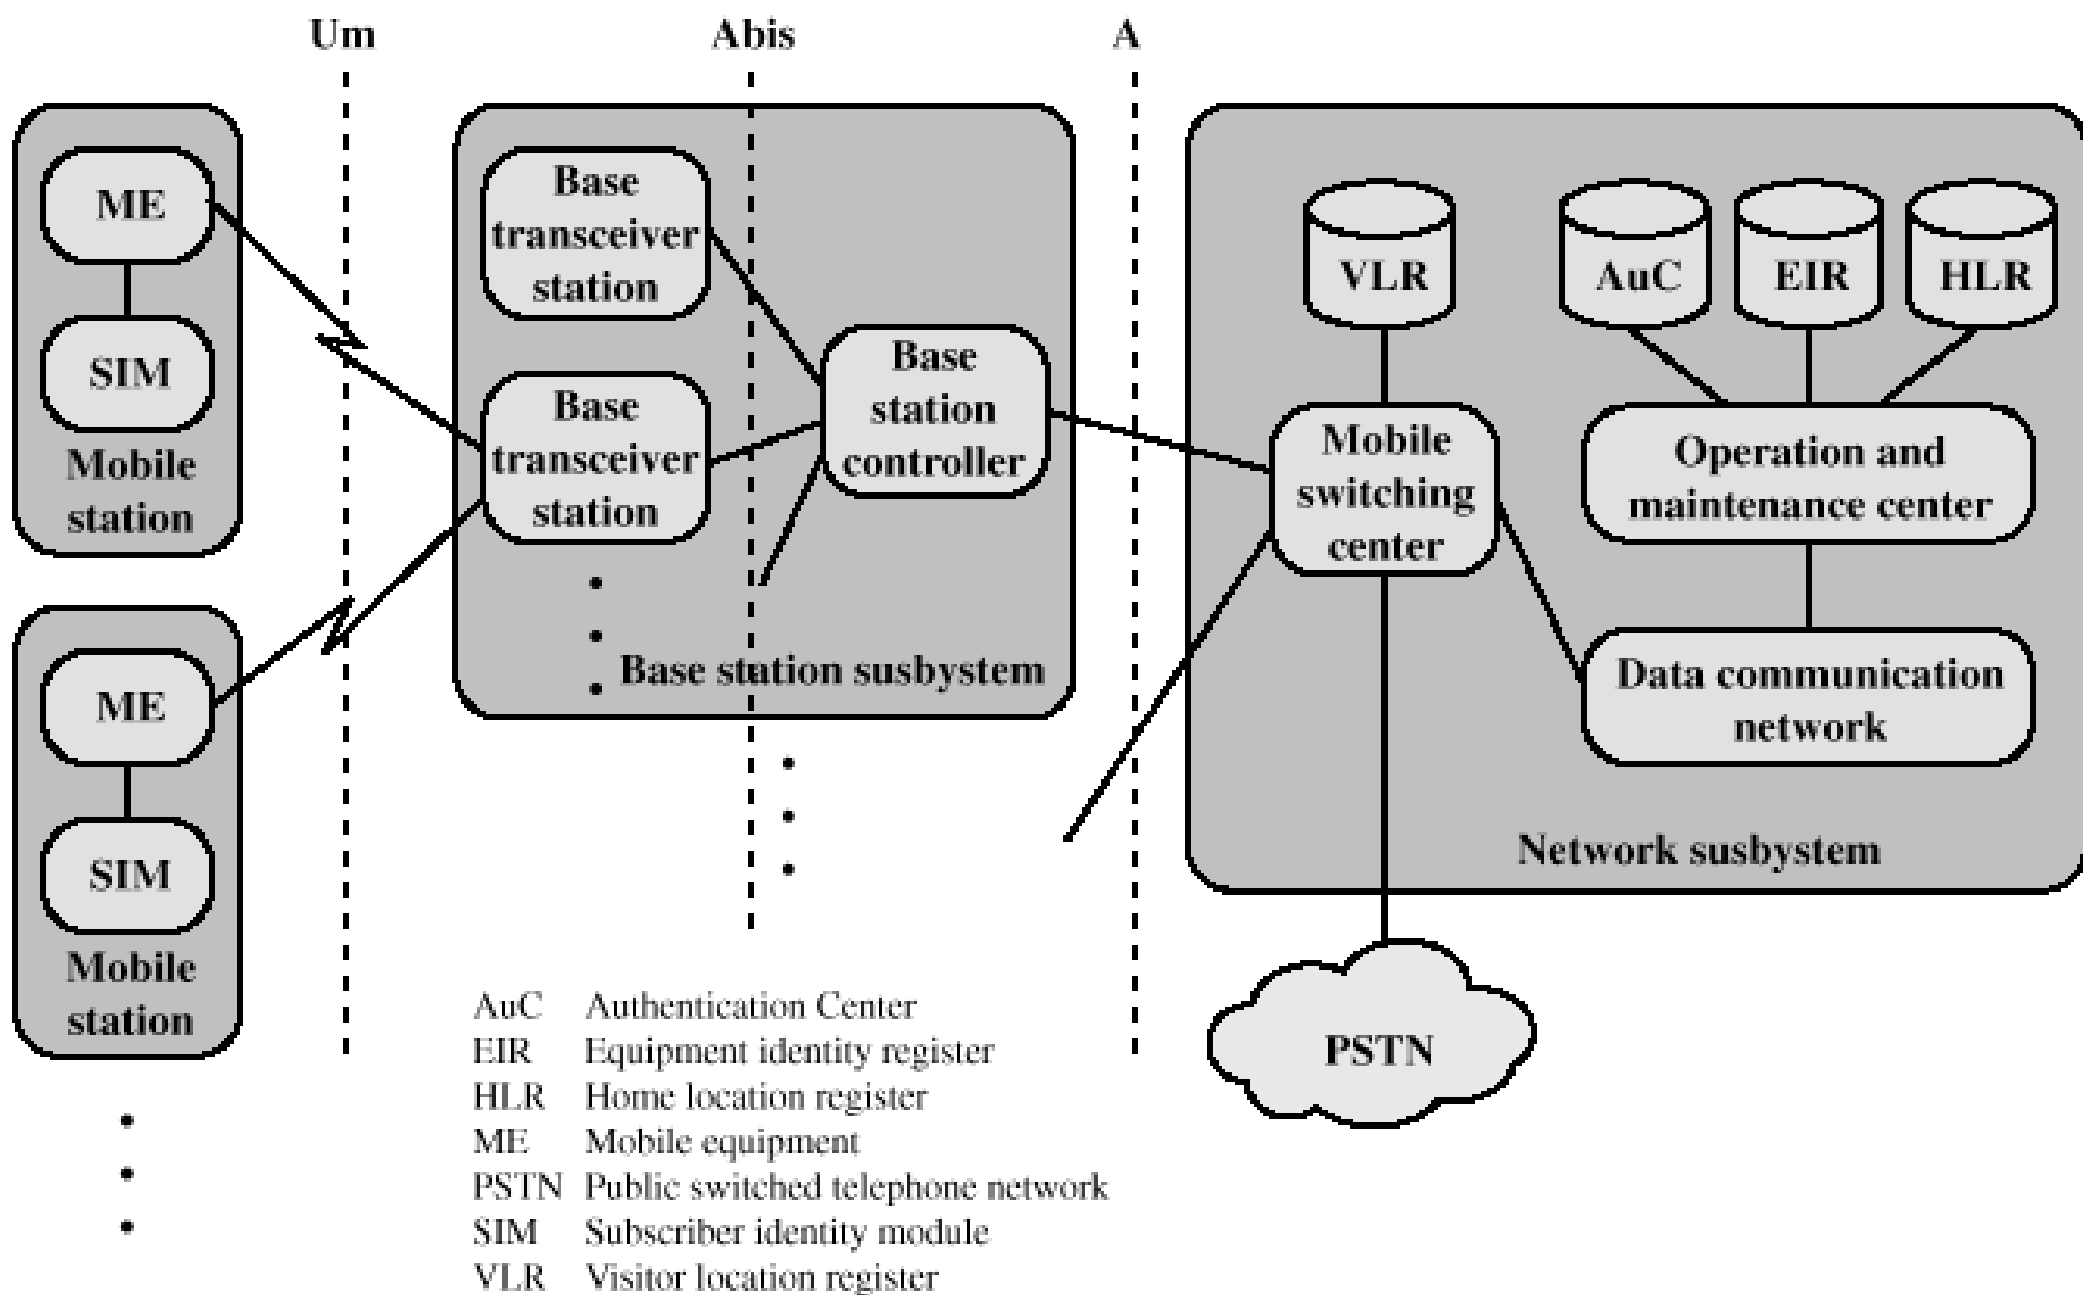 Um
Abis
A
ME
SIM
Mobile
station
ME
SIM
Mobile
station
Base
transceiver
station
Base
transceiver
station
Base
station
controller
Base station susbystem
VLR
AuC
EIR
HLR
Mobile
switching
center
Operation and
maintenance center
Data communication
network
Network susbystem
PSTN
AuC Authentication Center
EIR Equipment identity register
HLR Home location register
ME Mobile equipment
PSTN Public switched telephone network
SIM Subscriber identity module
VLR Visitor location register